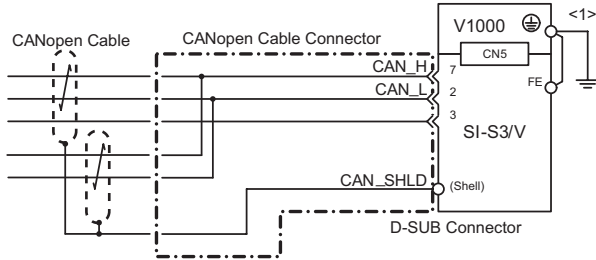 V1000 <1>
CANopen Cable CANopen Cable Connector
CN5
CAN_H 7
FE
CAN_L 2
3
SI-S3/V
CAN_SHLD (Shell)
D-SUB Connector